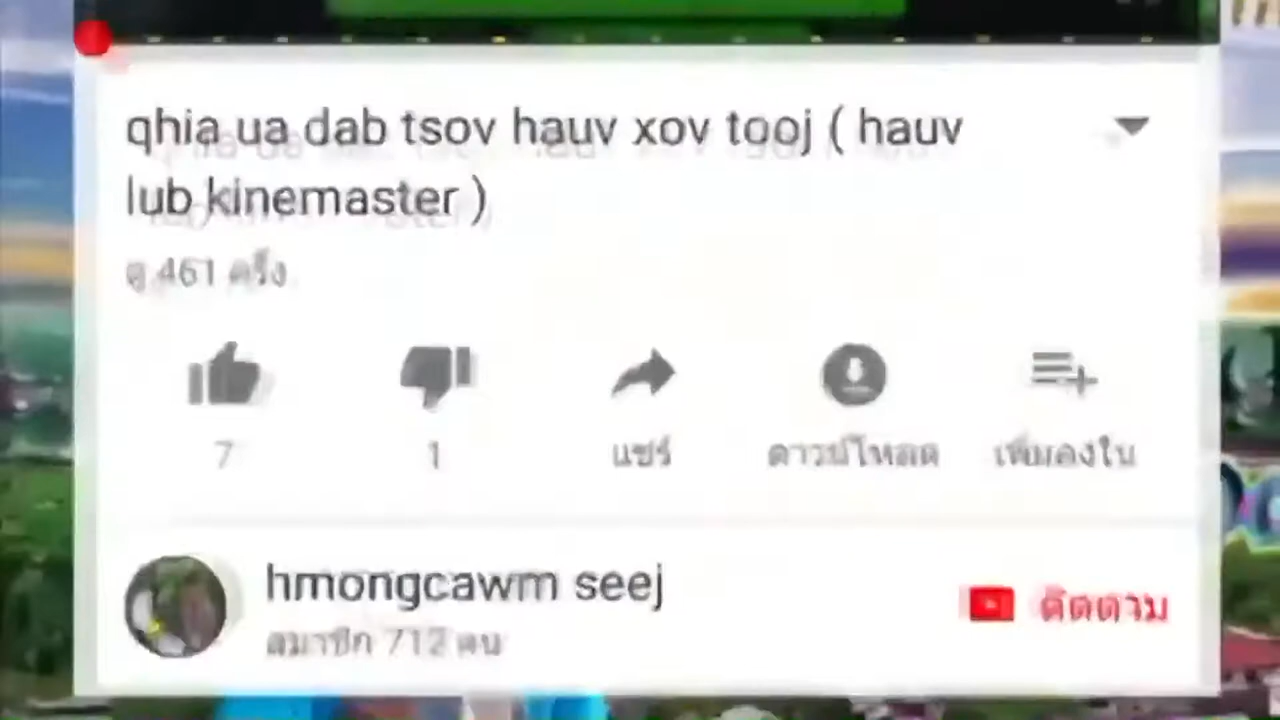 qhia ua dab tsov hauv xov tooj ( hauv
lub kinemaster )
ดู 461 ครั้ง
7
1
แชร์
ดาวน์โหลด
เพิ่มลงใน
hmongcawm seej
ติดตาม
สมาชิก 712 คน